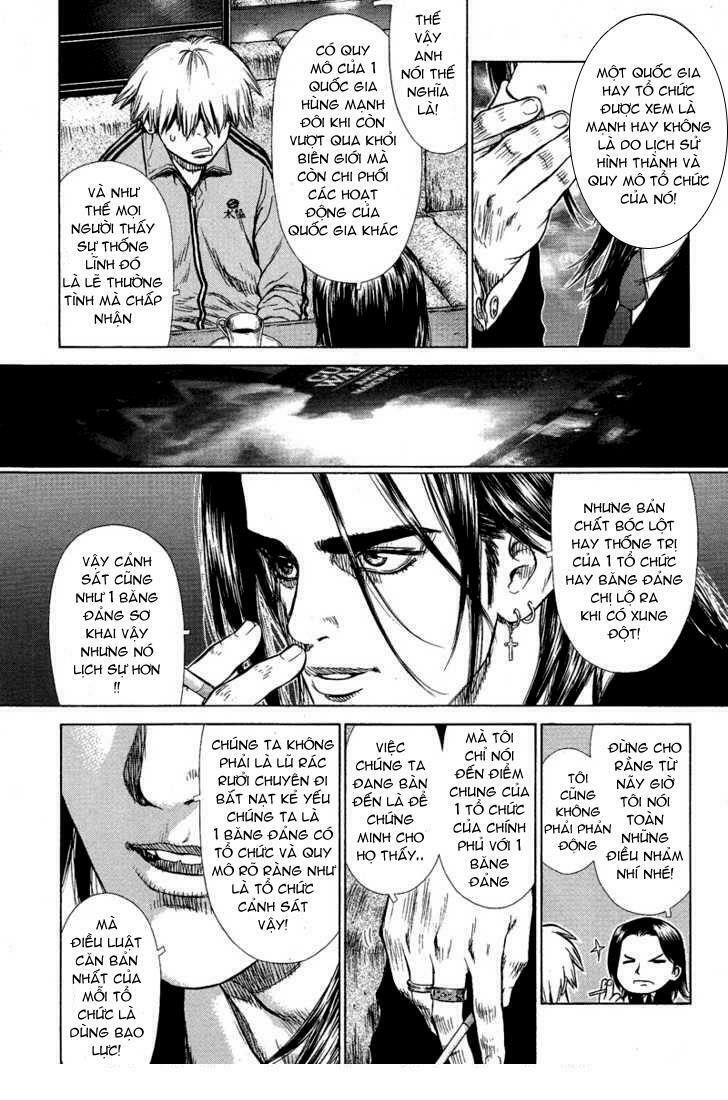 MỘT QUỐC GIA
HAY TỔ CHỨC
ĐƯỢC XEM LÀ
MẠNH HAY KHÔNG
LÀ DO LỊCH SỬ
HÌNH THÀNH VÀ
QUY MÔ TỔ CHỨC
CỦA NÓ!
THẾ
VẬY
ANH
NÓI THẾ
NGHĨA
LÀ!
CÓ QUY
MÔ CỦA 1
QUỐC GIA
HÙNG MẠNH
ĐÔI KHI CÒN
VƯỢT QUA KHỎI
BIÊN GIỚI MÀ
CÒN CHI PHỐI
CÁC HOẠT
ĐỘNG CỦA
QUỐC GIA KHÁC
VÀ NHƯ
THẾ MỌI
NGƯỜI THẤY
SỰ THỐNG
LĨNH ĐÓ
LÀ LẼ THƯỜNG
TÌNH MÀ CHẤP
NHẬN
NHƯNG BẢN
CHẤT BÓC LỘT
HAY THỐNG TRỊ
CỦA 1 TỔ CHỨC
HAY BĂNG ĐẢNG
CHỈ LỘ RA
KHI CÓ XUNG
ĐỘT!
VẬY CẢNH
SÁT CŨNG
NHƯ 1 BĂNG
ĐẢNG SƠ
KHAI VẬY
NHƯNG NÓ
LỊCH SỰ HƠN
!!
ĐỪNG CHO
RẰNG TỪ
NÃY GIỜ
TÔI NÓI
TOÀN
NHỮNG
ĐIỀU NHẢM
NHÍ NHÉ!
TÔI
CŨNG
KHÔNG
PHẢI PHẢN
ĐỘNG
MÀ TÔI
CHỈ NÓI
ĐẾN ĐIỂM
CHUNG CỦA
1 TỔ CHỨC
CỦA CHÍNH
PHỦ VỚI 1
BĂNG
ĐẢNG
VIỆC
CHÚNG TA
ĐANG BÀN
ĐẾN LÀ ĐỂ
CHỨNG
MINH CHO
HỌ THẤY..
CHÚNG TA KHÔNG
PHẢI LÀ LŨ RÁC
RƯỞI CHUYÊN ĐI
BẮT NẠT KẺ YẾU
CHÚNG TA LÀ
1 BĂNG ĐẢNG CÓ
TỔ CHỨC VÀ QUY
MÔ RÕ RÀNG NHƯ
LÀ TỔ CHỨC
CẢNH SÁT
VẬY!
MÀ
ĐIỀU LUẬT
CĂN BẢN
NHẤT CỦA
MỖI TỔ
CHỨC LÀ
DÙNG BẠO
LỰC!